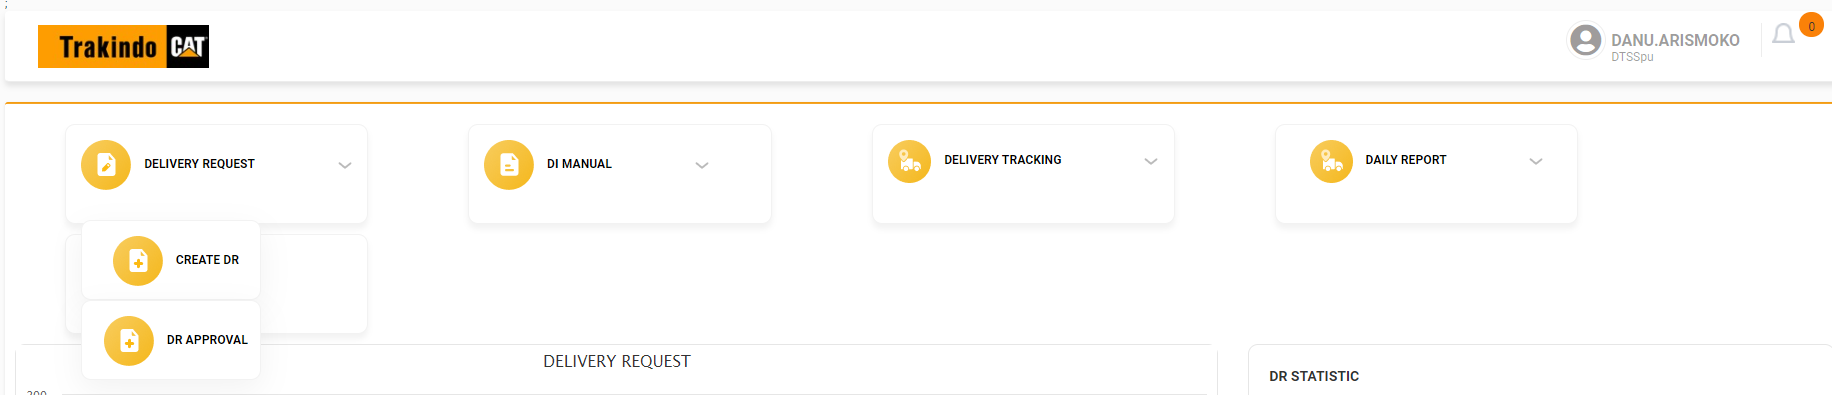 ;
Trakindo CAT
DANU.ARISMOKO
DTSSpu
0
DELIVERY REQUEST
DI MANUAL
DELIVERY TRACKING
DAILY REPORT
CREATE DR
DR APPROVAL
DELIVERY REQUEST
DR STATISTIC